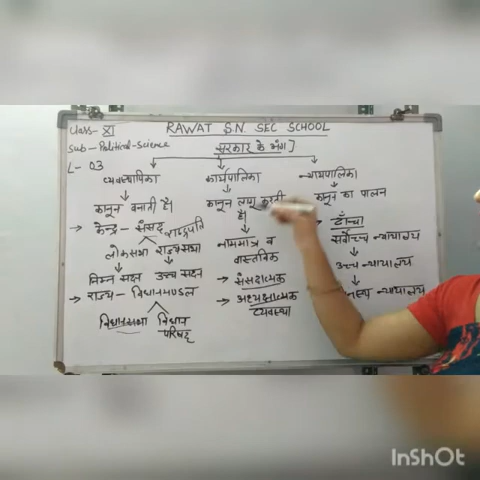 Class- XI
RAWAT S.N. SEC SCHOOL
Sub- Political-Science
सरकार के अंग
L- 03
व्यवस्थापिका
कार्यपालिका
न्यायपालिका
कानून बनाती है।
कानून लागू करती है।
कानून का पालन
→ केन्द्र - संसद
राष्ट्रपति
लोकसभा राज्यसभा
निम्न सदन उच्च सदन
→ राज्य - विधानमण्डल
विधानसभा विधान परिषद्
नाममात्र व वास्तविक
→ संसदात्मक
→ अध्यक्षात्मक व्यवस्था
ढाँचा
सर्वोच्च न्यायालय
उच्च न्यायालय
न्यायालय
InShOt